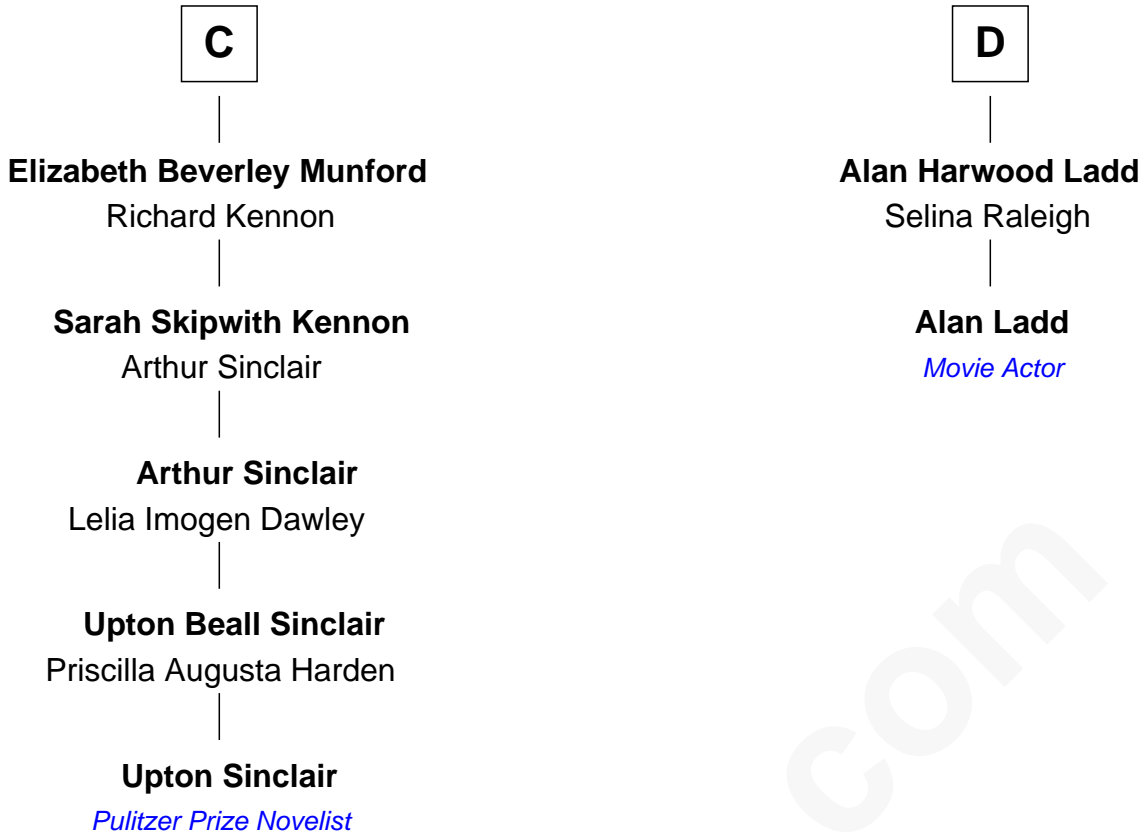 C
Elizabeth Beverley Munford
Richard Kennon
Sarah Skipwith Kennon
Arthur Sinclair
Arthur Sinclair
Lelia Imogen Dawley
Upton Beall Sinclair
Priscilla Augusta Harden
Upton Sinclair
Pulitzer Prize Novelist
D
Alan Harwood Ladd
Selina Raleigh
Alan Ladd
Movie Actor
com